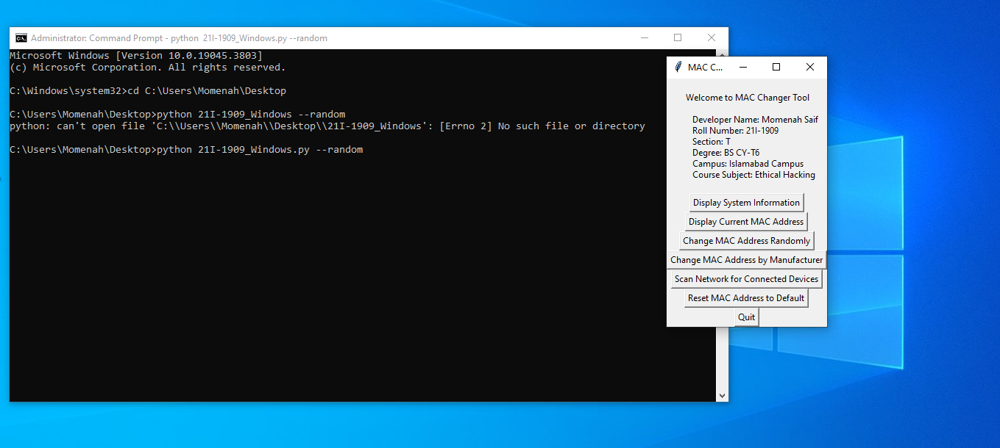 Administrator: Command Prompt - python 21I-1909_Windows.py --random
Microsoft Windows [Version 10.0.19045.3803]
(c) Microsoft Corporation. All rights reserved.
C:\Windows\system32>cd C:\Users\Momenah\Desktop
C:\Users\Momenah\Desktop>python 21I-1909_Windows --random
python: can't open file 'C:\\Users\\Momenah\\Desktop\\21I-1909_Windows': [Errno 2] No such file or directory
C:\Users\Momenah\Desktop>python 21I-1909_Windows.py --random
MAC C...
Welcome to MAC Changer Tool
Developer Name: Momenah Saif
Roll Number: 21I-1909
Section: T
Degree: BS CY-T6
Campus: Islamabad Campus
Course Subject: Ethical Hacking
Display System Information
Display Current MAC Address
Change MAC Address Randomly
Change MAC Address by Manufacturer
Scan Network for Connected Devices
Reset MAC Address to Default
Quit